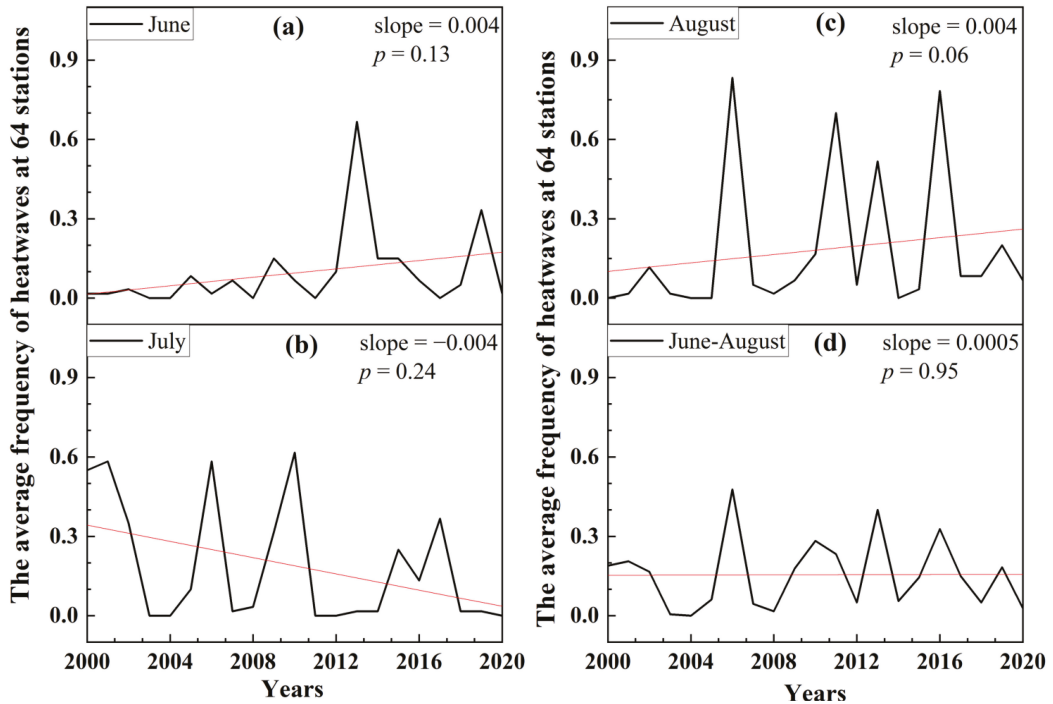 The average frequency of heatwaves at 64 stations
June
(a)
slope = 0.004
p = 0.13
0.9
0.6
0.3
0.0
July
(b)
slope = −0.004
p = 0.24
0.9
0.6
0.3
0.0
2000 2004 2008 2012 2016 2020
Years
The average frequency of heatwaves at 64 stations
August
(c)
slope = 0.004
p = 0.06
0.9
0.6
0.3
0.0
June-August
(d)
slope = 0.0005
p = 0.95
0.9
0.6
0.3
0.0
2000 2004 2008 2012 2016 2020
Years